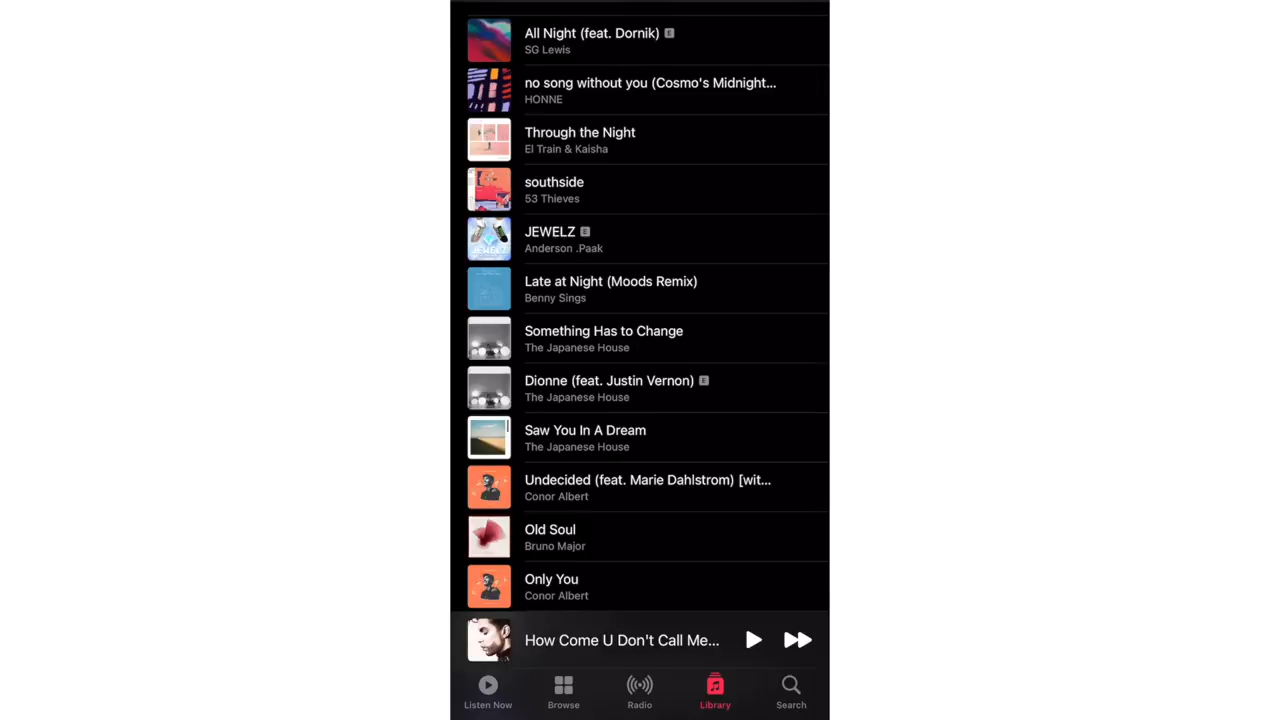 All Night (feat. Dornik) E
SG Lewis
no song without you (Cosmo's Midnight...
HONNE
Through the Night
El Train & Kaisha
southside
53 Thieves
JEWELZ E
Anderson .Paak
JEWELZ
Late at Night (Moods Remix)
Benny Sings
Something Has to Change
The Japanese House
Dionne (feat. Justin Vernon) E
The Japanese House
Saw You In A Dream
The Japanese House
Undecided (feat. Marie Dahlstrom) [wit...
Conor Albert
Old Soul
Bruno Major
Only You
Conor Albert
How Come U Don't Call Me...
Listen Now
Browse
Radio
Library
Search